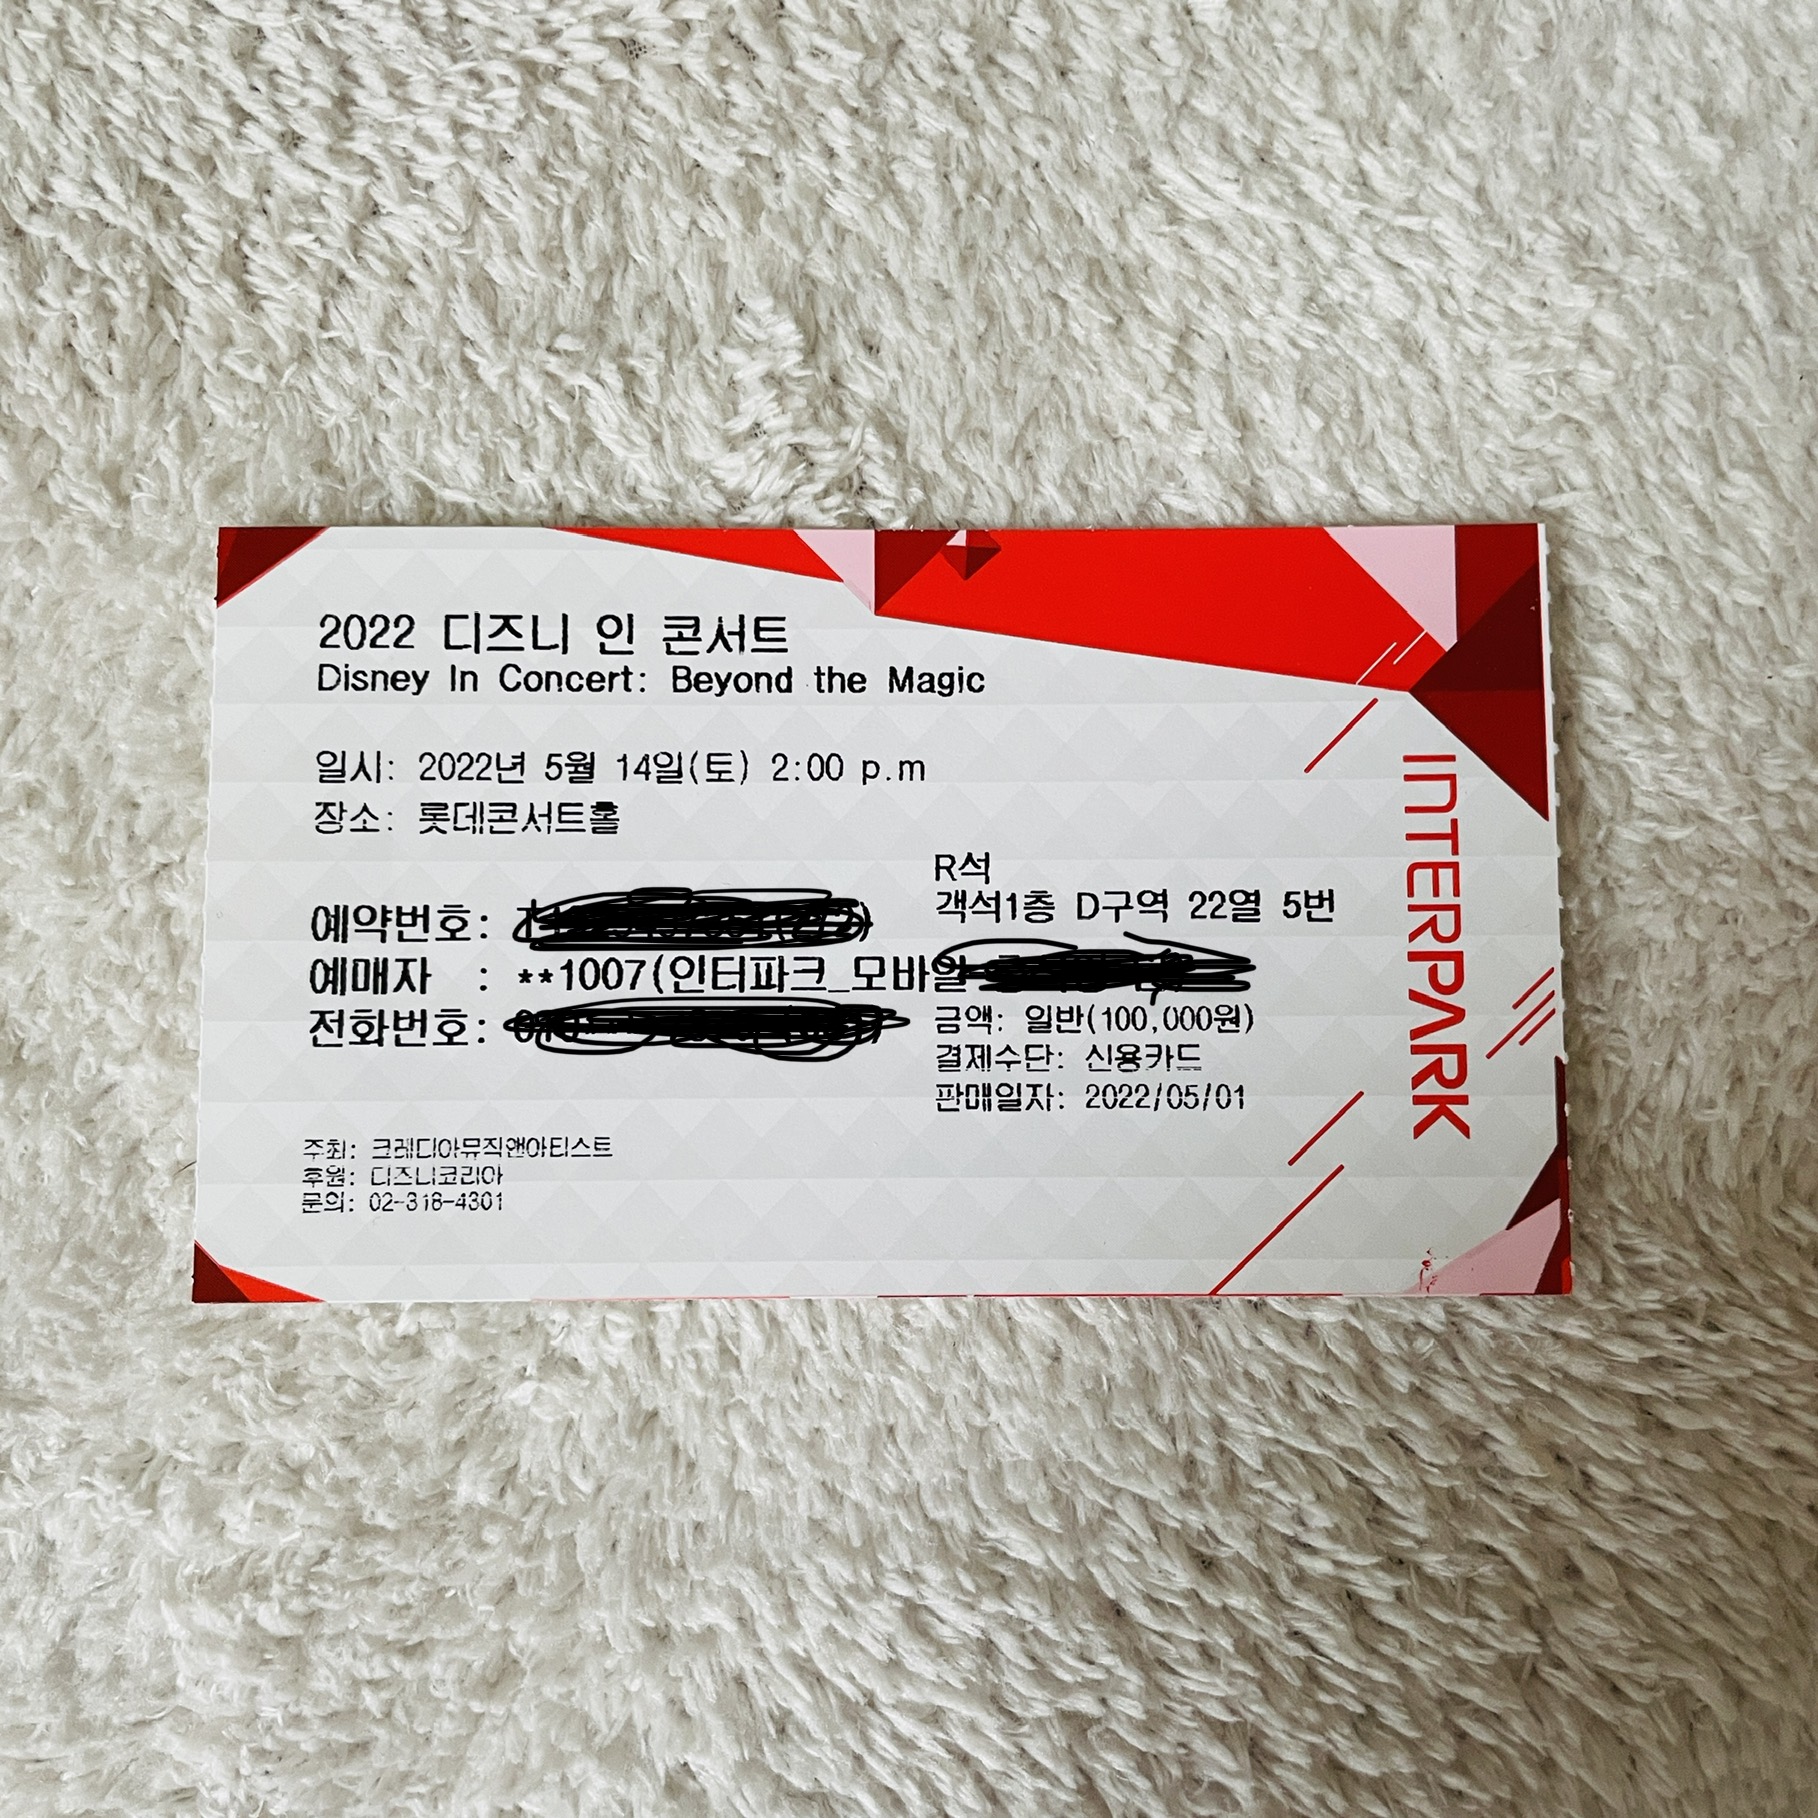 2022 디즈니 인 콘서트
Disney In Concert: Beyond the Magic
일시: 2022년 5월 14일(토) 2:00 p.m
장소: 롯데콘서트홀
R석
객석1층 D구역 22열 5번
예약번호:
예매자 : **1007(인터파크_모바일
전화번호:
금액: 일반(100,000원)
결제수단: 신용카드
판매일자: 2022/05/01
주최: 크레디아뮤직앤아티스트
후원: 디즈니코리아
문의: 02-318-4301
INTERPARK